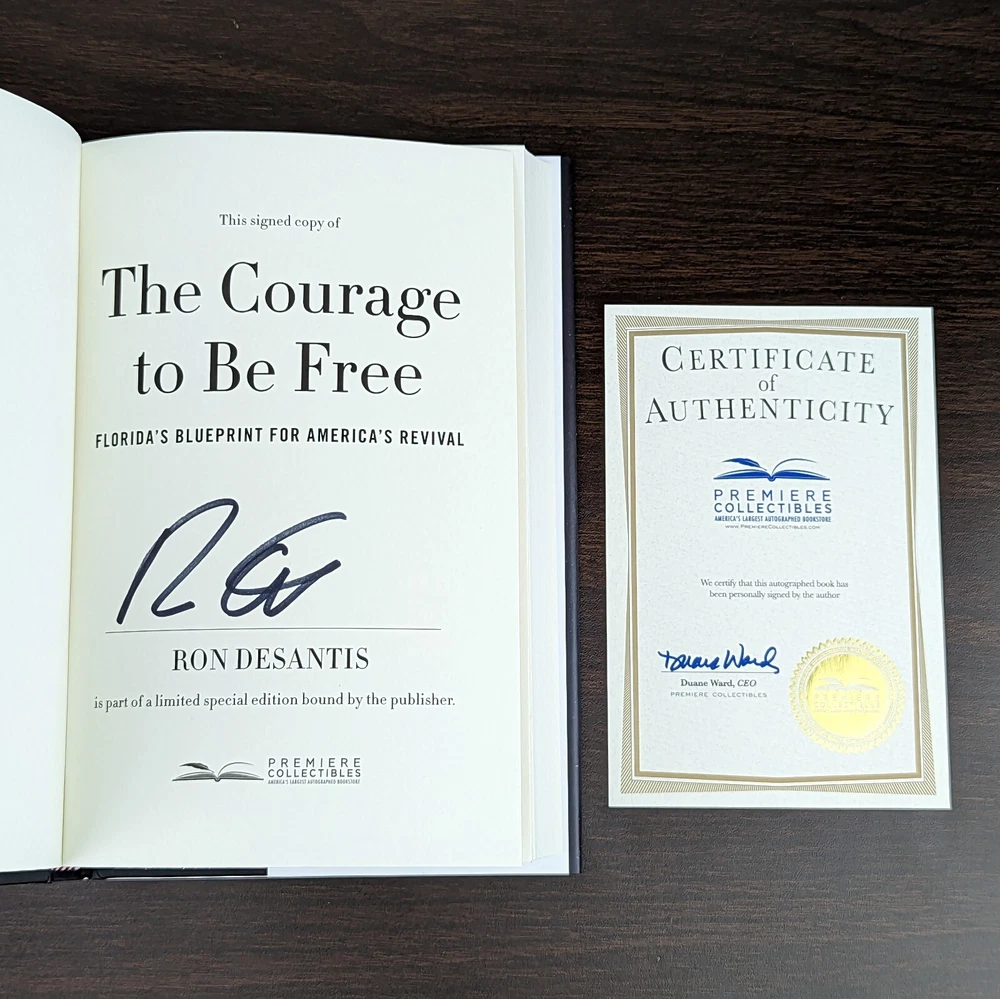 This signed copy of
The Courage
to Be Free
FLORIDA'S BLUEPRINT FOR AMERICA'S REVIVAL
RON DESANTIS
is part of a limited special edition bound by the publisher.
PREMIERE
COLLECTIBLES
AMERICA'S LARGEST AUTOGRAPHED BOOKSTORE
CERTIFICATE
of
AUTHENTICITY
PREMIERE
COLLECTIBLES
AMERICA'S LARGEST AUTOGRAPHED BOOKSTORE
WWW.PREMIERECOLLECTIBLES.COM
We certify that this autographed book has
been personally signed by the author
Duane Ward
Duane Ward, CEO
PREMIERE COLLECTIBLES